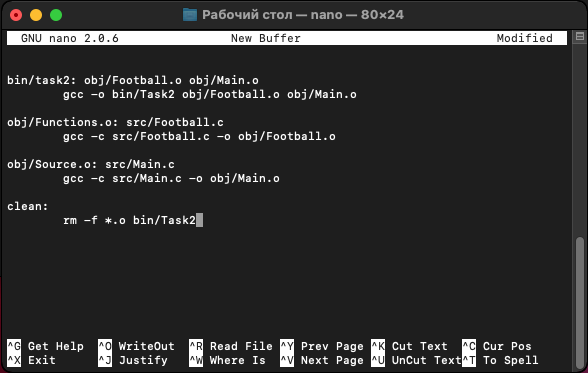 Рабочий стол — nano — 80×24
GNU nano 2.0.6 New Buffer Modified
bin/task2: obj/Football.o obj/Main.o
gcc -o bin/Task2 obj/Football.o obj/Main.o
obj/Functions.o: src/Football.c
gcc -c src/Football.c -o obj/Football.o
obj/Source.o: src/Main.c
gcc -c src/Main.c -o obj/Main.o
clean:
rm -f *.o bin/Task2
^G Get Help ^O WriteOut ^R Read File ^Y Prev Page ^K Cut Text ^C Cur Pos
^X Exit ^J Justify ^W Where Is ^V Next Page ^U UnCut Text ^T To Spell